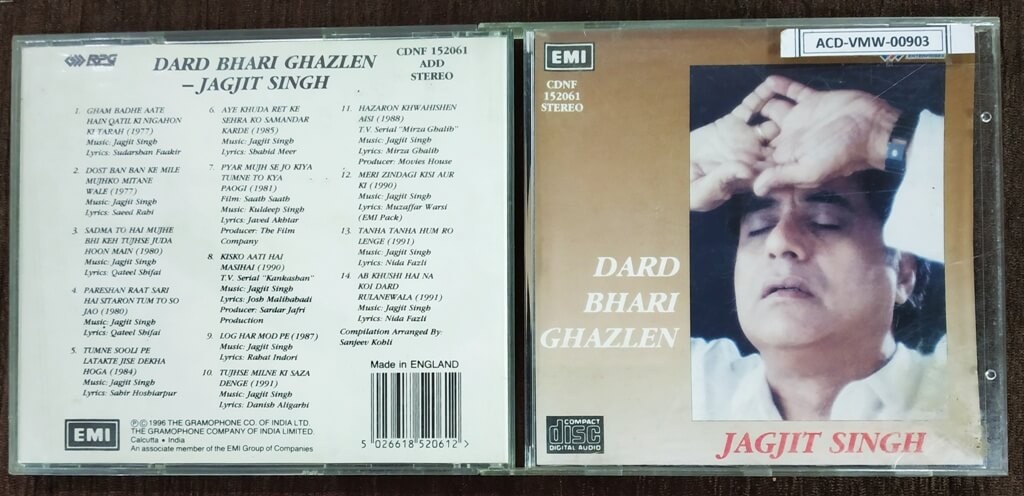 RPG
DARD BHARI GHAZLEN
– JAGJIT SINGH
CDNF 152061
ADD
STEREO
1. GHAM BADHE AATE
HAIN QATIL KI NIGAHON
KI TARAH (1977)
Music: Jagjit Singh
Lyrics: Sudarshan Faakir
2. DOST BAN BAN KE MILE
MUJHKO MITANE
WALE (1977)
Music: Jagjit Singh
Lyrics: Saeed Rahi
3. SADMA TO HAI MUJHE
BHI KEH TUJHSE JUDA
HOON MAIN (1980)
Music: Jagjit Singh
Lyrics: Qateel Shifai
4. PARESHAN RAAT SARI
HAI SITARON TUM TO SO
JAO (1980)
Music: Jagjit Singh
Lyrics: Qateel Shifai
5. TUMNE SOOLI PE
LATAKTE JISE DEKHA
HOGA (1984)
Music: Jagjit Singh
Lyrics: Sahir Hoshiarpur
6. AYE KHUDA RET KE
SEHRA KO SAMANDAR
KARDE (1985)
Music: Jagjit Singh
Lyrics: Shahid Meer
7. PYAR MUJH SE JO KIYA
TUMNE TO KYA
PAOGI (1981)
Film: Saath Saath
Music: Kuldeep Singh
Lyrics: Javed Akhtar
Producer: The Film
Company
8. KISKO AATI HAI
MASIHAI (1990)
T.V. Serial "Kankashan"
Music: Jagjit Singh
Lyrics: Josh Malihabadi
Producer: Sardar Jafri
Production
9. LOG HAR MOD PE (1987)
Music: Jagjit Singh
Lyrics: Rahat Indori
10. TUJHSE MILNE KI SAZA
DENGE (1991)
Music: Jagjit Singh
Lyrics: Danish Aligarhi
11. HAZARON KHWAHISHEN
AISI (1988)
T.V. Serial "Mirza Ghalib"
Music: Jagjit Singh
Lyrics: Mirza Ghalib
Producer: Movies House
12. MERI ZINDAGI KISI AUR
KI (1990)
Music: Jagjit Singh
Lyrics: Muzaffar Warsi
(EMI Pack)
13. TANHA TANHA HUM RO
LENGE (1991)
Music: Jagjit Singh
Lyrics: Nida Fazli
14. AB KHUSHI HAI NA
KOI DARD
RULANEWALA (1991)
Music: Jagjit Singh
Lyrics: Nida Fazli
Compilation Arranged By:
Sanjeev Kohli
Made in ENGLAND
5 026618 520612 >
EMI
℗© 1996 THE GRAMOPHONE CO. OF INDIA LTD.
THE GRAMOPHONE COMPANY OF INDIA LIMITED.
Calcutta • India
An associate member of the EMI Group of Companies
EMI
CDNF
152061
STEREO
ACD-VMW-00903
DARD
BHARI
GHAZLEN
COMPACT
disc
DIGITAL AUDIO
JAGJIT SINGH